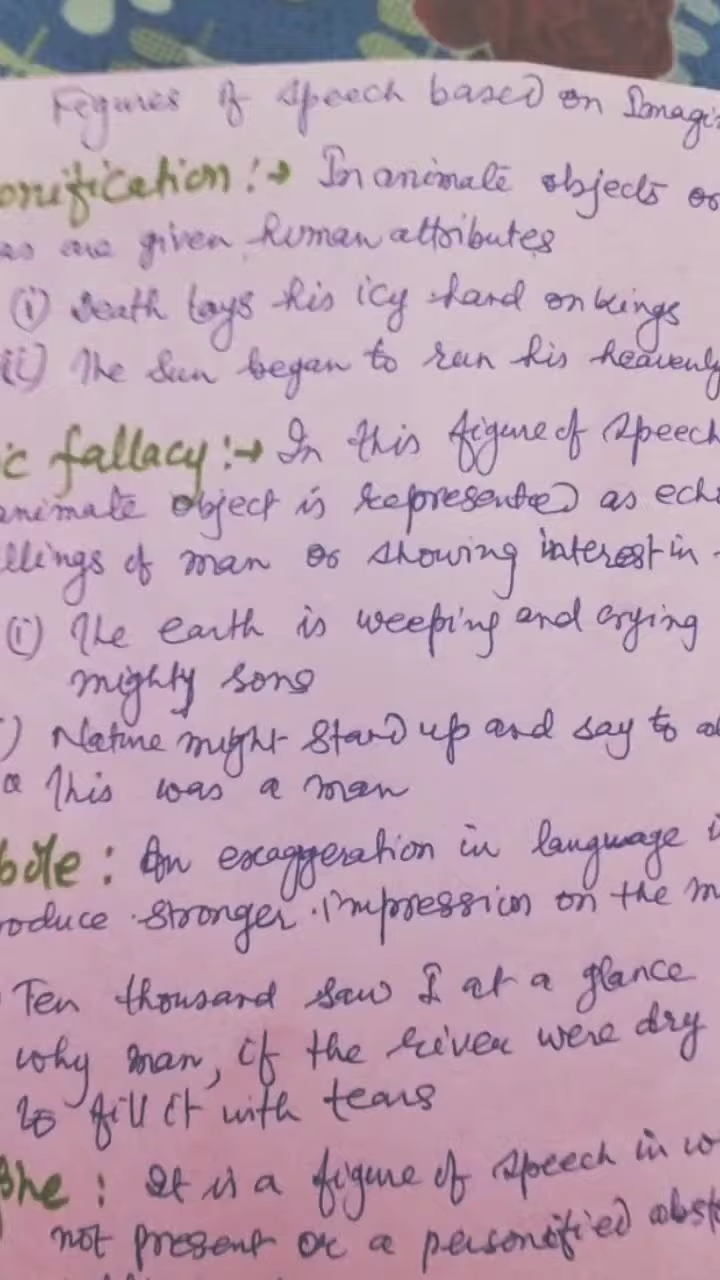 Figures of Speech based on Imagi
onification :→ Inanimate objects or
as are given human attributes
(i) Death lays his icy hand on kings
ii) The Sun began to run his heavenly
ic fallacy :→ In this figure of speech
animate object is represented as ech
ellings of man or showing interest in
(i) The earth is weeping and crying
mighty sons
) Nature might stand up and say to al
This was a man
bole : An exaggeration in language i
roduce stronger impression on the m
Ten thousand saw I at a glance
why man, if the river were dry
to fill it with tears
phe : It is a figure of speech in w
not present or a personified abst